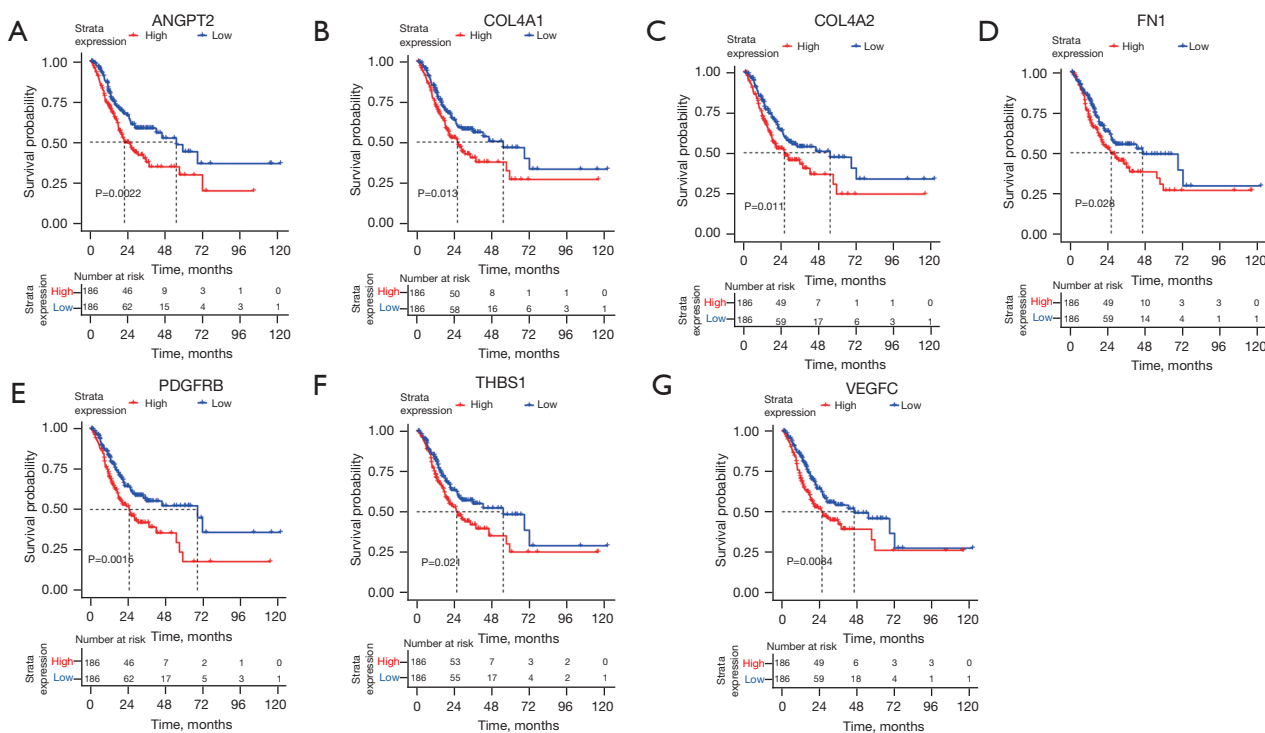 A
ANGPT2
Strata expression High Low
Survival probability
1.00
0.75
0.50
0.25
0.00
P=0.0022
0 24 48 72 96 120
Time, months
Number at risk
Strata expression
High 186 46 9 3 1 0
Low 186 62 15 4 3 1
0 24 48 72 96 120
Time, months
B
COL4A1
Strata expression High Low
Survival probability
1.00
0.75
0.50
0.25
0.00
P=0.013
0 24 48 72 96 120
Time, months
Number at risk
Strata expression
High 186 50 8 1 1 0
Low 186 58 16 6 3 1
0 24 48 72 96 120
Time, months
C
COL4A2
Strata expression High Low
Survival probability
1.00
0.75
0.50
0.25
0.00
P=0.011
0 24 48 72 96 120
Time, months
Number at risk
Strata expression
High 186 49 7 1 1 0
Low 186 59 17 6 3 1
0 24 48 72 96 120
Time, months
D
FN1
Strata expression High Low
Survival probability
1.00
0.75
0.50
0.25
0.00
P=0.028
0 24 48 72 96 120
Time, months
Number at risk
Strata expression
High 186 49 10 3 3 0
Low 186 59 14 4 1 1
0 24 48 72 96 120
Time, months
E
PDGFRB
Strata expression High Low
Survival probability
1.00
0.75
0.50
0.25
0.00
P=0.0015
0 24 48 72 96 120
Time, months
Number at risk
Strata expression
High 186 46 7 2 1 0
Low 186 62 17 5 3 1
0 24 48 72 96 120
Time, months
F
THBS1
Strata expression High Low
Survival probability
1.00
0.75
0.50
0.25
0.00
P=0.021
0 24 48 72 96 120
Time, months
Number at risk
Strata expression
High 186 53 7 3 2 0
Low 186 55 17 4 2 1
0 24 48 72 96 120
Time, months
G
VEGFC
Strata expression High Low
Survival probability
1.00
0.75
0.50
0.25
0.00
P=0.0084
0 24 48 72 96 120
Time, months
Number at risk
Strata expression
High 186 49 6 3 3 0
Low 186 59 18 4 1 1
0 24 48 72 96 120
Time, months